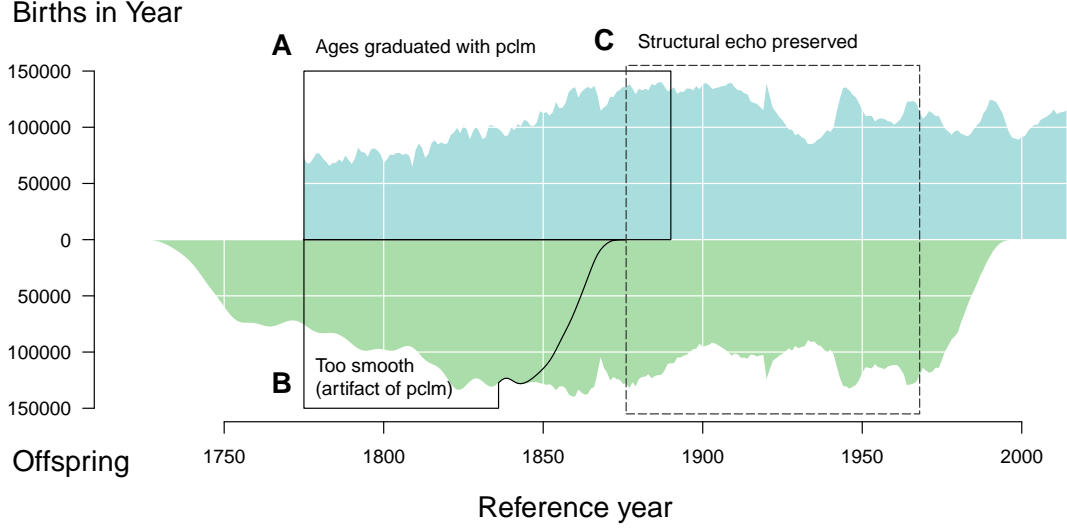 Births in Year
A Ages graduated with pclm
C Structural echo preserved
150000
100000
50000
0
50000
100000
150000
B Too smooth
(artifact of pclm)
1750 1800 1850 1900 1950 2000
Offspring
Reference year